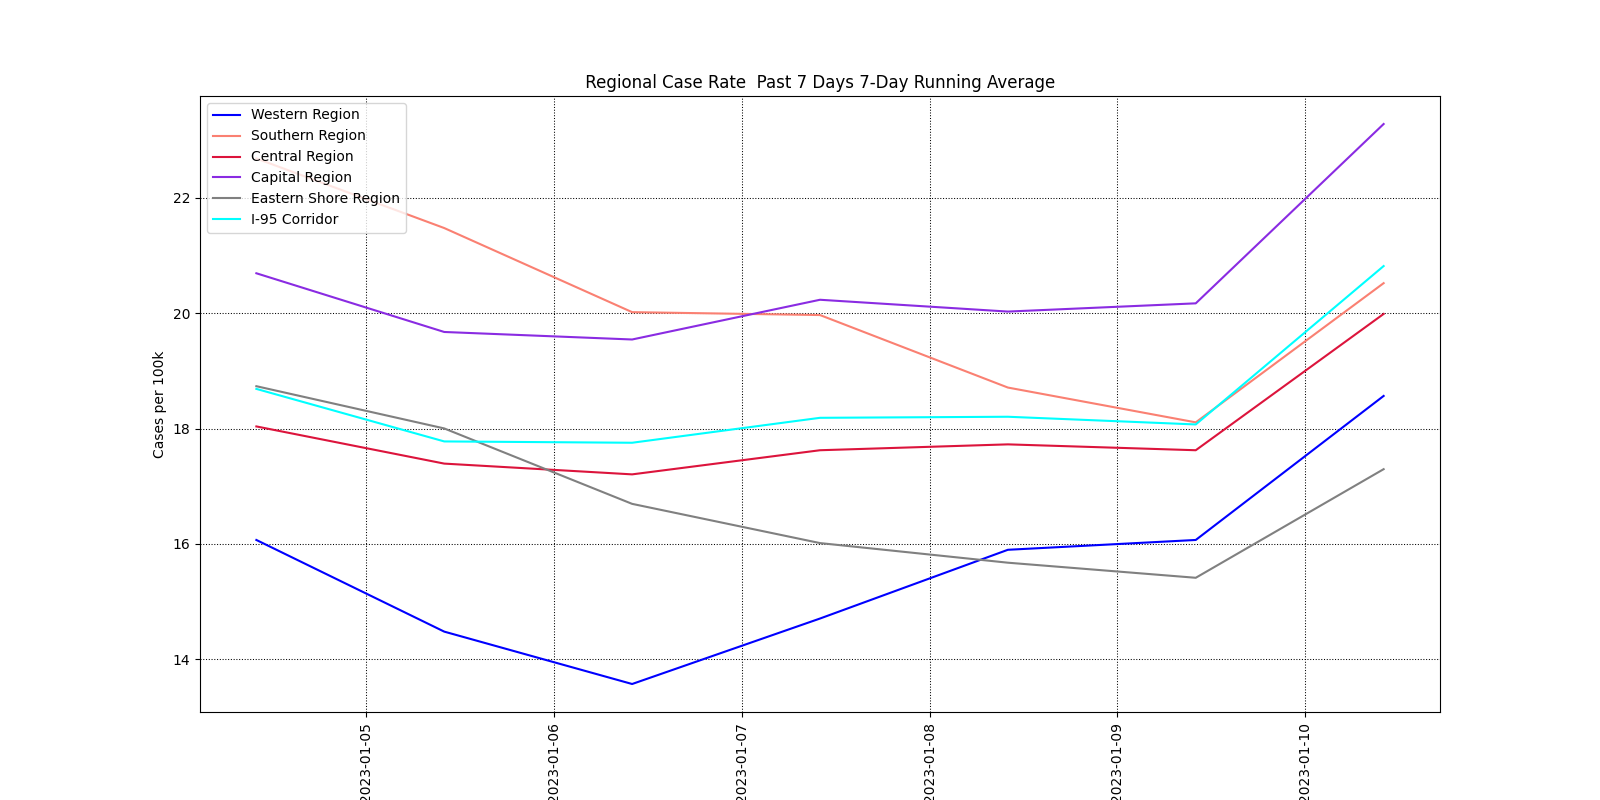 Regional Case Rate  Past 7 Days 7-Day Running Average
Western Region
Southern Region
Central Region
Capital Region
Eastern Shore Region
I-95 Corridor
Cases per 100k
22
20
18
16
14
2023-01-05
2023-01-06
2023-01-07
2023-01-08
2023-01-09
2023-01-10